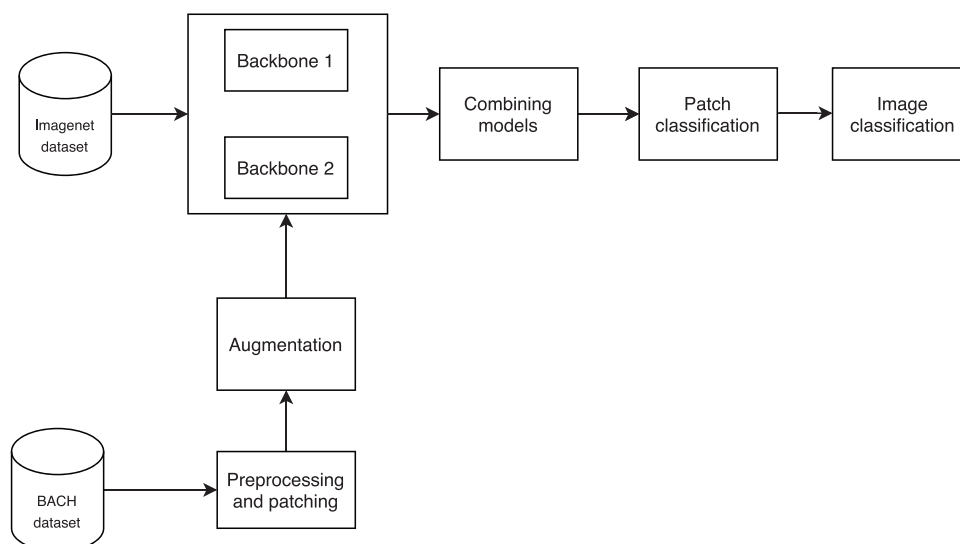 Backbone 1
Imagenet
dataset
Combining
models
Patch
classification
Image
classification
Backbone 2
Augmentation
Preprocessing
and patching
BACH
dataset